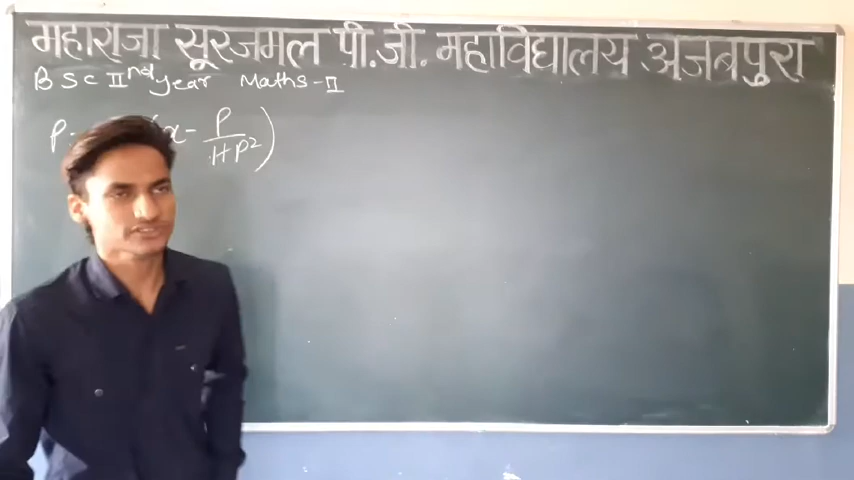 महाराजा सूरजमल पी.जी. महाविद्यालय अजबपुरा
BSC IInd year Maths-II
P- (x - P/1+P²)